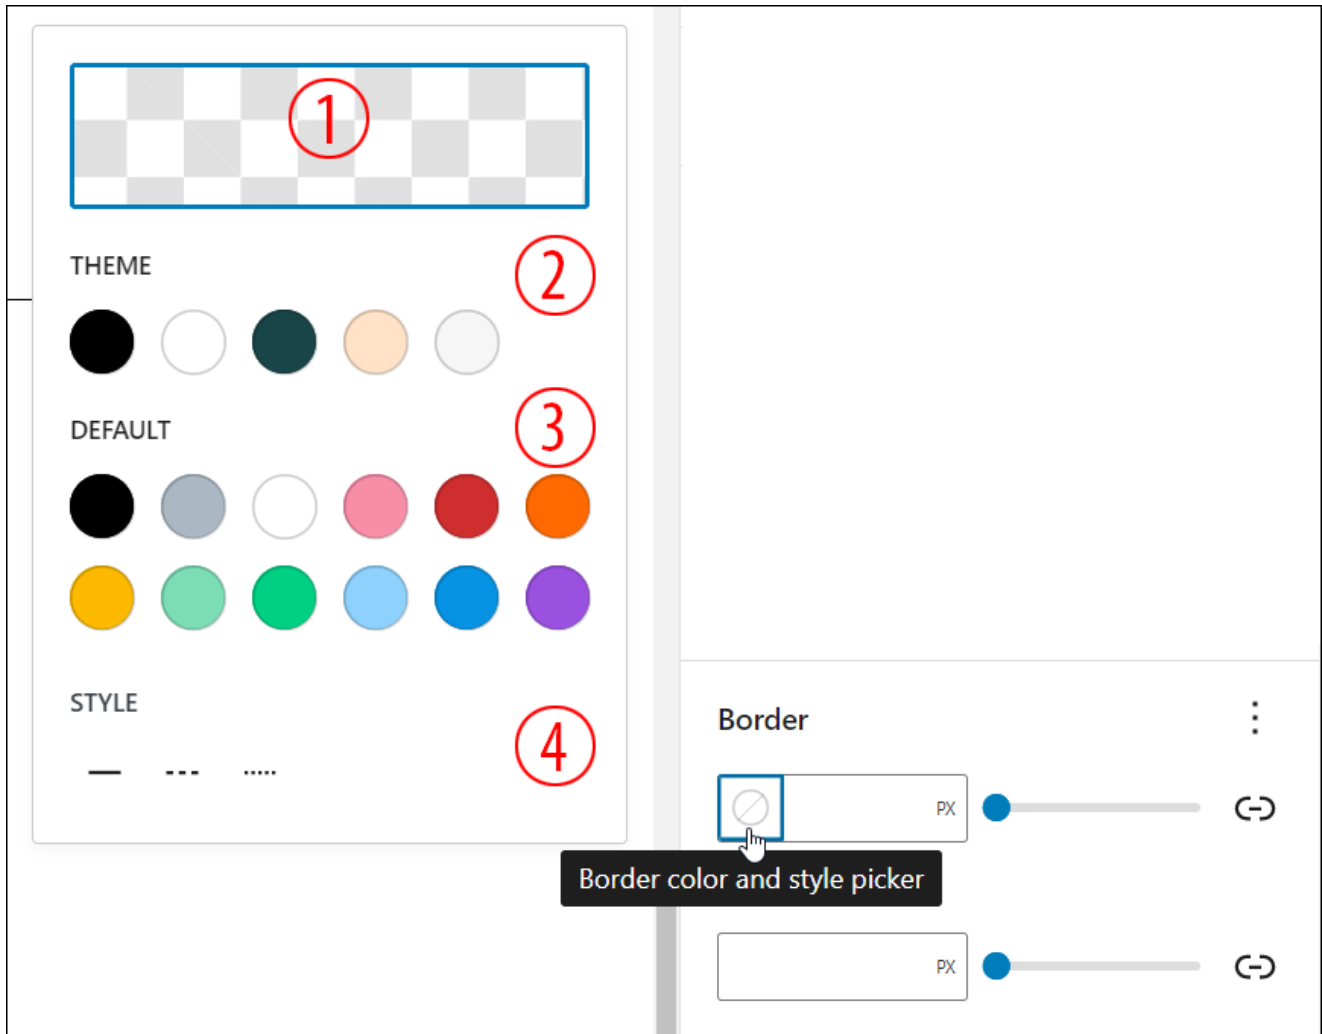 1
THEME
2
DEFAULT
3
STYLE
4
Border
PX
Border color and style picker
PX